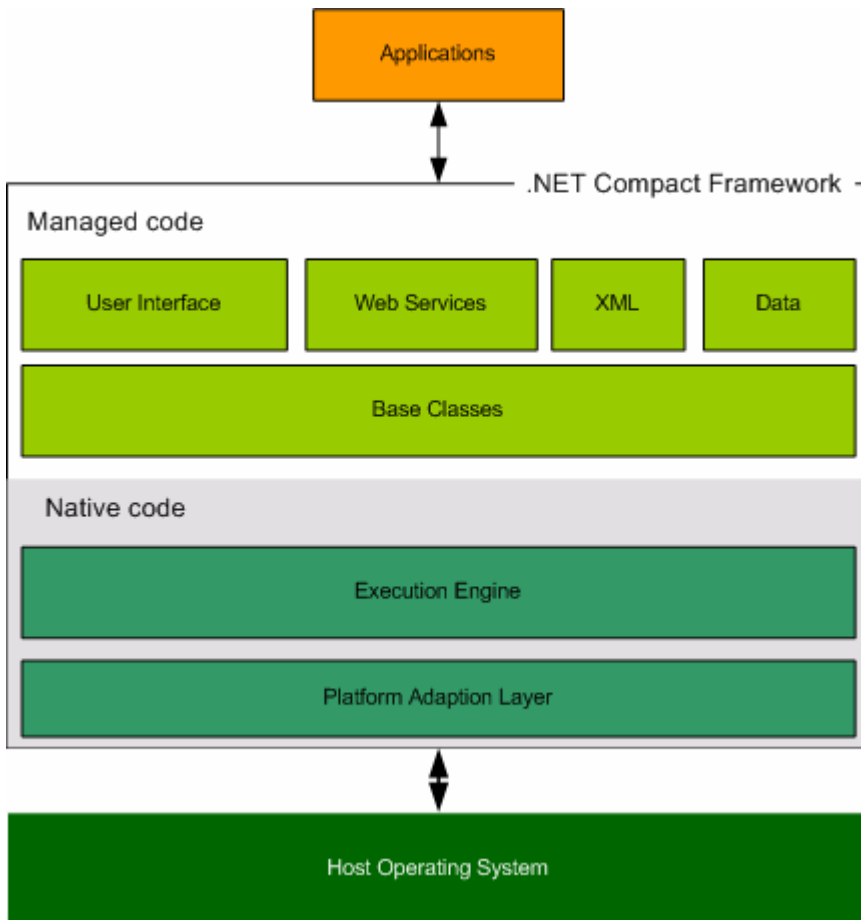 Applications
.NET Compact Framework
Managed code
User Interface
Web Services
XML
Data
Base Classes
Native code
Execution Engine
Platform Adaption Layer
Host Operating System